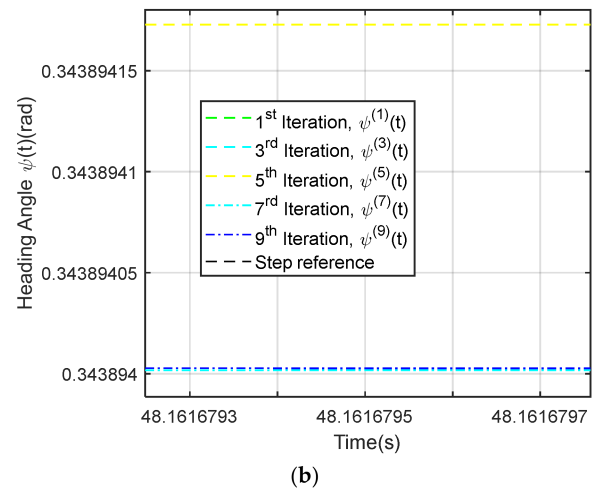 Heading Angle ψ(t)(rad)
0.34389415
0.3438941
0.34389405
0.343894
1st Iteration, ψ(1)(t)
3rd Iteration, ψ(3)(t)
5th Iteration, ψ(5)(t)
7rd Iteration, ψ(7)(t)
9th Iteration, ψ(9)(t)
Step reference
48.1616793 48.1616795 48.1616797
Time(s)
(b)